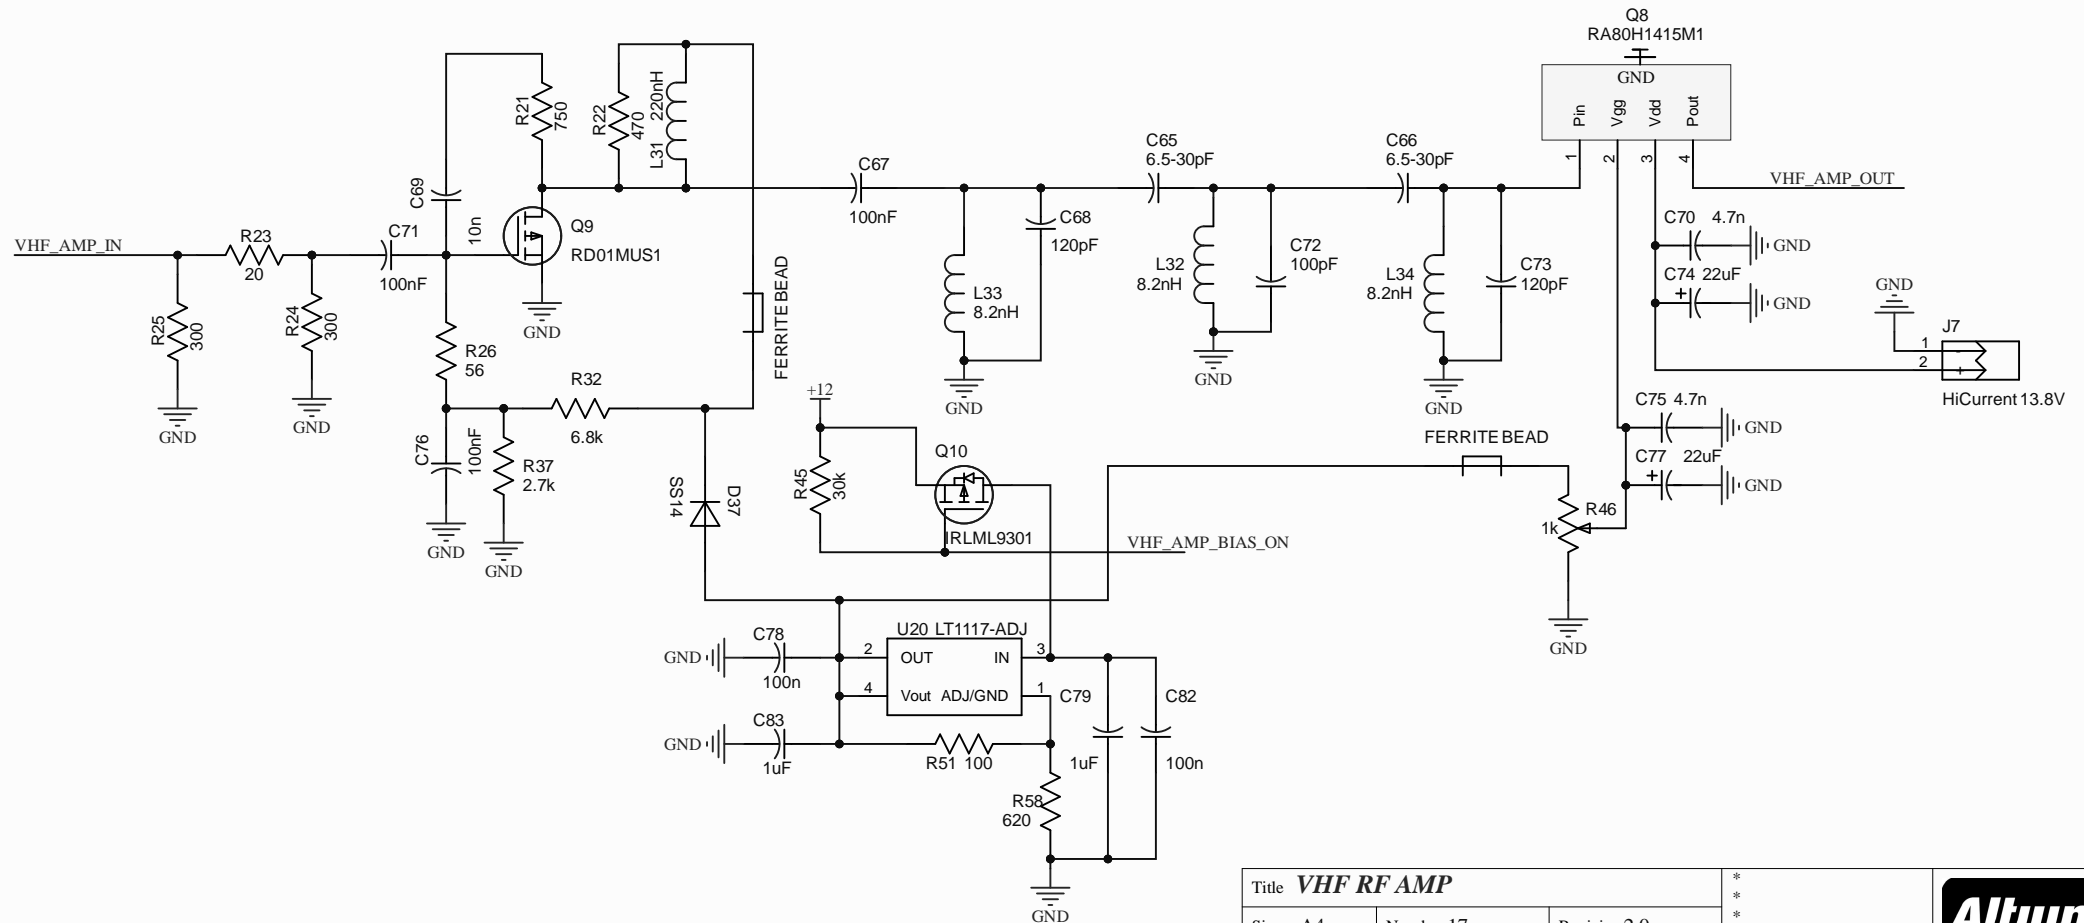 Q8
RA80H1415M1
GND
Pin
Vgg
Vdd
Pout
1
2
3
4
VHF_AMP_OUT
R21
750
R22
470
L31
220nH
C69
10n
Q9
RD01MUS1
GND
VHF_AMP_IN
R23
20
C71
100nF
R25
300
GND
R24
300
GND
R26
56
C76
100nF
GND
R37
2.7k
GND
R32
6.8k
FERRITE BEAD
SS14
D37
C67
100nF
L33
8.2nH
GND
C68
120pF
C65
6.5-30pF
L32
8.2nH
GND
C72
100pF
C66
6.5-30pF
L34
8.2nH
GND
C73
120pF
C70 4.7n
GND
C74 22uF
+
GND
GND
J7
1
2
-
+
HiCurrent 13.8V
C75 4.7n
GND
C77 22uF
+
GND
FERRITE BEAD
R46
1k
GND
+12
R45
30k
Q10
IRLML9301
VHF_AMP_BIAS_ON
U20 LT1117-ADJ
2
OUT
IN
3
4
Vout
ADJ/GND
1
C78
100n
GND
C83
1uF
GND
R51 100
R58
620
GND
C79
1uF
C82
100n
Title VHF RF AMP
*
*
*
Altium